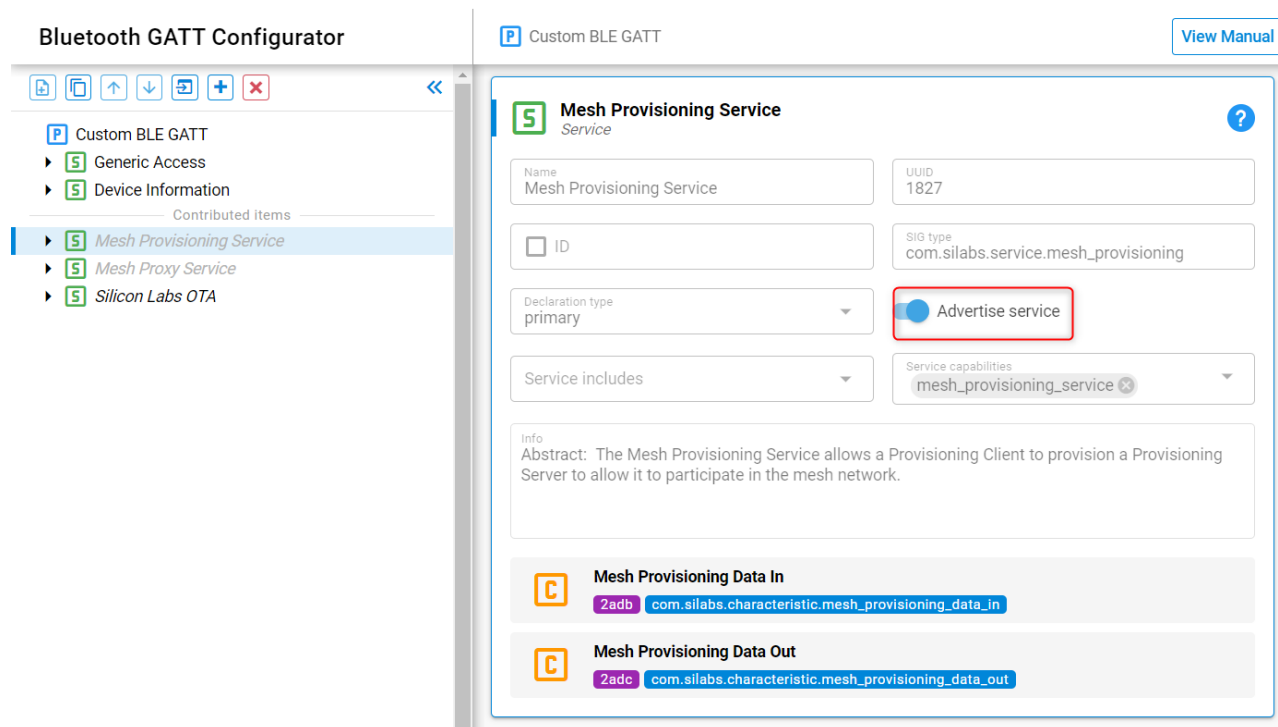 Bluetooth GATT Configurator
P Custom BLE GATT
View Manual
P Custom BLE GATT
S Generic Access
S Device Information
Contributed items
S Mesh Provisioning Service
S Mesh Proxy Service
S Silicon Labs OTA
S Mesh Provisioning Service
Service
?
Name
Mesh Provisioning Service
UUID
1827
ID
SIG type
com.silabs.service.mesh_provisioning
Declaration type
primary
Advertise service
Service includes
Service capabilities
mesh_provisioning_service
Info
Abstract: The Mesh Provisioning Service allows a Provisioning Client to provision a Provisioning
Server to allow it to participate in the mesh network.
C Mesh Provisioning Data In
2adb com.silabs.characteristic.mesh_provisioning_data_in
C Mesh Provisioning Data Out
2adc com.silabs.characteristic.mesh_provisioning_data_out